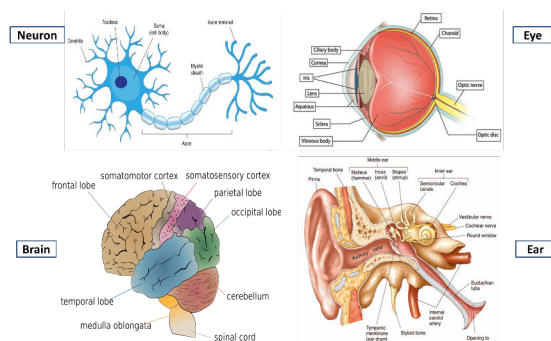 Neuron
Nucleus
Soma
(cell body)
Axon terminal
Dendrite
Myelin
sheath
Axon
Eye
Retina
Choroid
Ciliary body
Cornea
Iris
Lens
Aqueous
Sclera
Vitreous body
Optic nerve
Optic disc
Brain
somatomotor cortex
somatosensory cortex
frontal lobe
parietal lobe
occipital lobe
temporal lobe
cerebellum
medulla oblongata
spinal cord
Ear
Middle ear
Temporal bone
Malleus
(hammer)
Incus
(anvil)
Stapes
(stirrup)
Inner ear
Pinna
Semicircular
canals
Cochlea
Vestibular nerve
Cochlear nerve
Round window
Auditory canal
Eustachian
tube
Tympanic
membrane
(ear drum)
Styloid bone
Internal
carotid
artery
Opening to